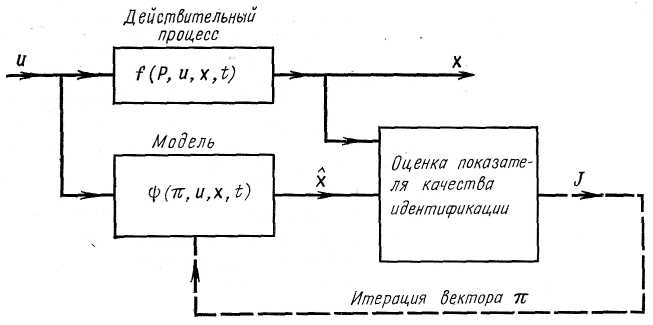 Действительный
процесс
u
f(P, u, x, t)
x
Модель
ψ(π, u, x, t)
x̂
Оценка показате-
ля качества
идентификации
J
Итерация вектора π